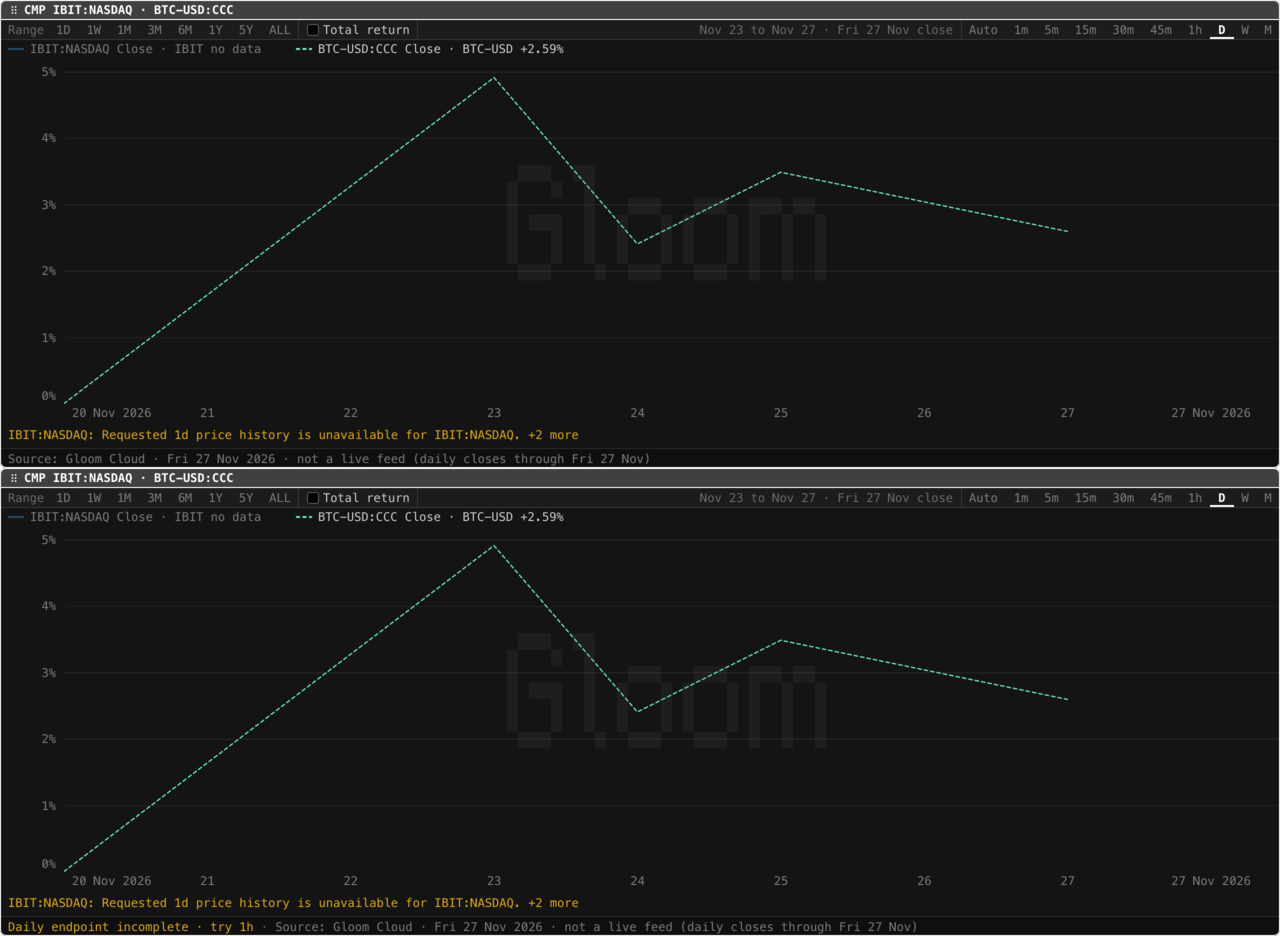 ⠿ CMP IBIT:NASDAQ · BTC-USD:CCC
Range 1D 1W 1M 3M 6M 1Y 5Y ALL Total return Nov 23 to Nov 27 · Fri 27 Nov close Auto 1m 5m 15m 30m 45m 1h D W M
IBIT:NASDAQ Close · IBIT no data BTC-USD:CCC Close · BTC-USD +2.59%
5%
4%
3%
2%
1%
0%
Gloom
20 Nov 2026 21 22 23 24 25 26 27 27 Nov 2026
IBIT:NASDAQ: Requested 1d price history is unavailable for IBIT:NASDAQ. +2 more
Source: Gloom Cloud · Fri 27 Nov 2026 · not a live feed (daily closes through Fri 27 Nov)
⠿ CMP IBIT:NASDAQ · BTC-USD:CCC
Range 1D 1W 1M 3M 6M 1Y 5Y ALL Total return Nov 23 to Nov 27 · Fri 27 Nov close Auto 1m 5m 15m 30m 45m 1h D W M
IBIT:NASDAQ Close · IBIT no data BTC-USD:CCC Close · BTC-USD +2.59%
5%
4%
3%
2%
1%
0%
Gloom
20 Nov 2026 21 22 23 24 25 26 27 27 Nov 2026
IBIT:NASDAQ: Requested 1d price history is unavailable for IBIT:NASDAQ. +2 more
Daily endpoint incomplete · try 1h · Source: Gloom Cloud · Fri 27 Nov 2026 · not a live feed (daily closes through Fri 27 Nov)